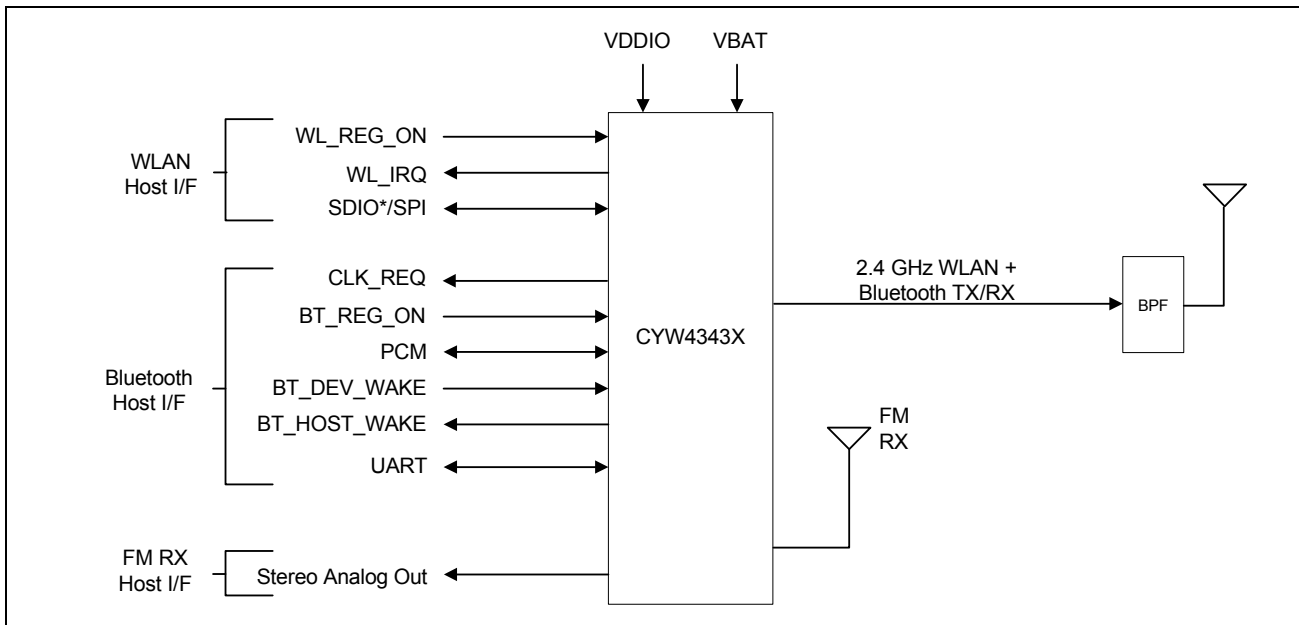 VDDIO
VBAT
WLAN
Host I/F
WL_REG_ON
WL_IRQ
SDIO*/SPI
Bluetooth
Host I/F
CLK_REQ
BT_REG_ON
PCM
BT_DEV_WAKE
BT_HOST_WAKE
UART
FM RX
Host I/F
Stereo Analog Out
CYW4343X
2.4 GHz WLAN +
Bluetooth TX/RX
BPF
FM
RX